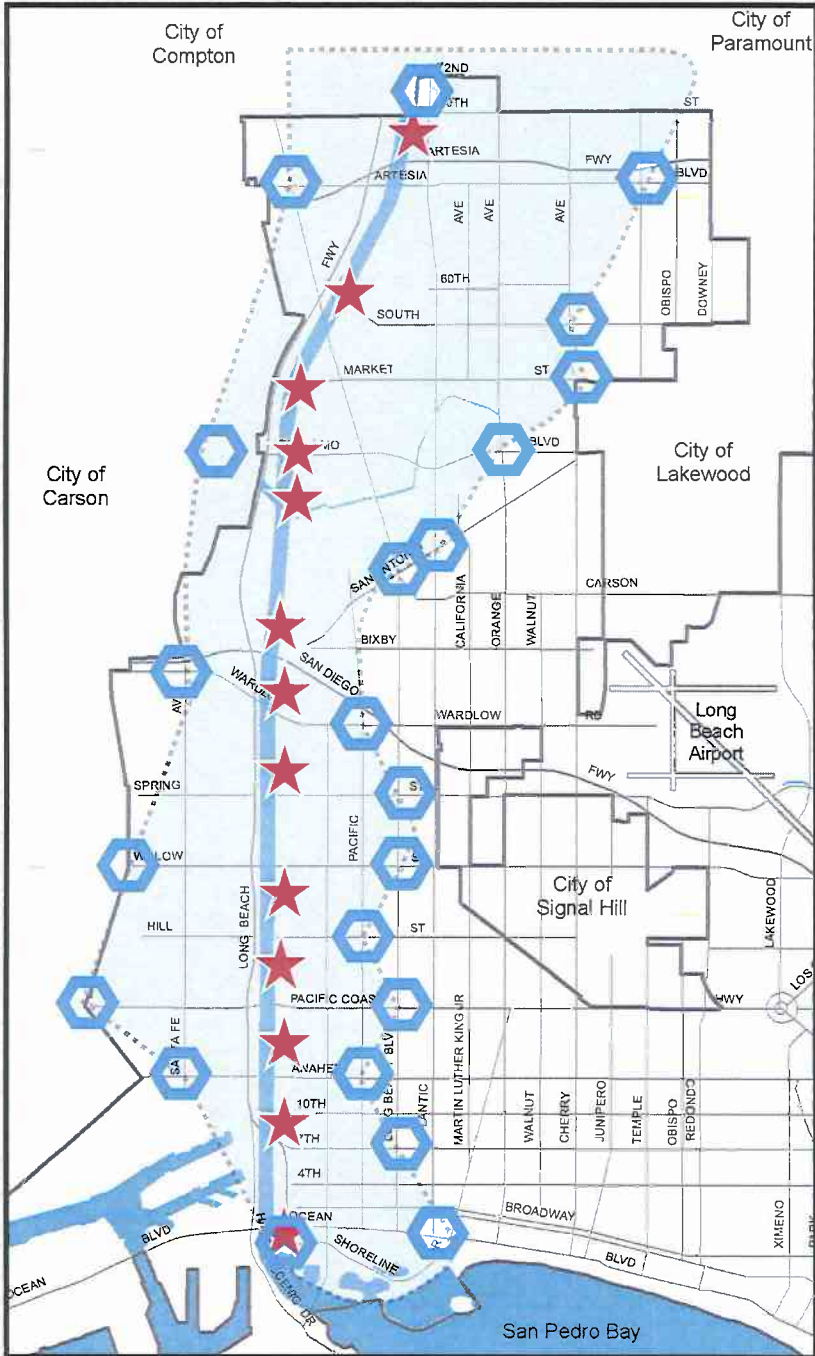 City of
Compton
City of
Paramount
ST
ARTESIA
FWY
ARTESIA
BLVD
AVE
AVE
AVE
FWY
60TH
OBISPO
DOWNEY
SOUTH
MARKET
ST
BLVD
City of
Carson
City of
Lakewood
CARSON
CALIFORNIA
ORANGE
WALNUT
BIXBY
SAN DIEGO
WARDLOW
RD
Long
Beach
Airport
FWY
SPRING
PACIFIC
City of
Signal Hill
LONG BEACH
HILL
ST
LAKEWOOD
PACIFIC COAS
HWY
LOS
MARTIN LUTHER KING JR
10TH
7TH
4TH
WALNUT
CHERRY
JUNIPERO
TEMPLE
OBISPO
REDONDO
XIMENO
OCEAN
BROADWAY
SHORELINE
BLVD
BLVD
OCEAN
DR
San Pedro Bay